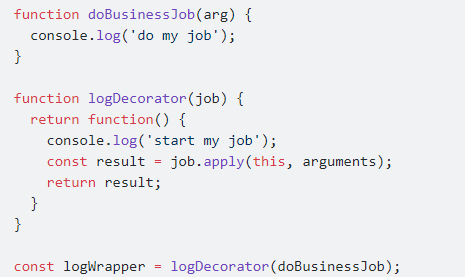 function doBusinessJob(arg) {
  console.log('do my job');
}

function logDecorator(job) {
  return function() {
    console.log('start my job');
    const result = job.apply(this, arguments);
    return result;
  }
}

const logWrapper = logDecorator(doBusinessJob);